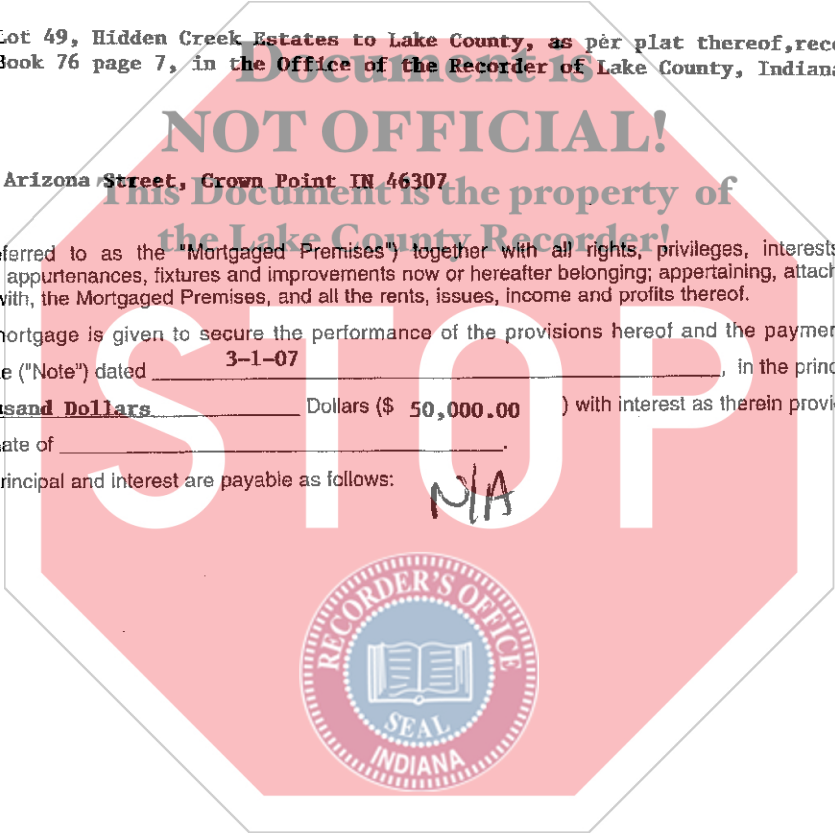 Lot 49, Hidden Creek Estates to Lake County, as per plat thereof,reco
Book 76 page 7, in the Office of the Recorder of Lake County, Indiana
Document is
NOT OFFICIAL!
This Document is the property of
the Lake County Recorder!
Arizona Street, Crown Point IN 46307
eferred to as the "Mortgaged Premises") together with all rights, privileges, interests
appurtenances, fixtures and improvements now or hereafter belonging; appertaining, attach
with, the Mortgaged Premises, and all the rents, issues, income and profits thereof.
mortgage is given to secure the performance of the provisions hereof and the paymen
e ("Note") dated 3-1-07, in the princ
usand Dollars Dollars ($ 50,000.00 ) with interest as therein provi
ate of .
rincipal and interest are payable as follows:
N/A
STOP
RECORDER'S OFFICE
SEAL
INDIANA